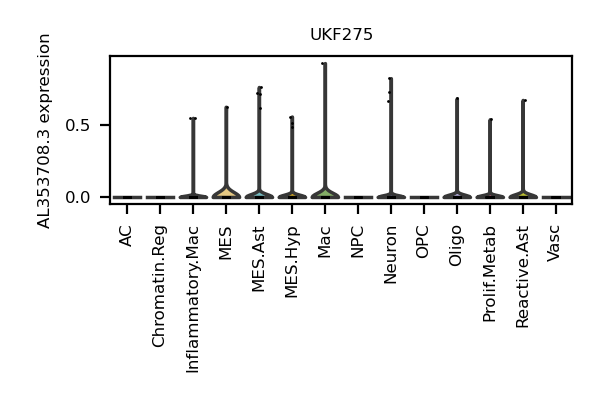 UKF275
AL353708.3 expression
0.5
0.0
AC
Chromatin.Reg
Inflammatory.Mac
MES
MES.Ast
MES.Hyp
Mac
NPC
Neuron
OPC
Oligo
Prolif.Metab
Reactive.Ast
Vasc